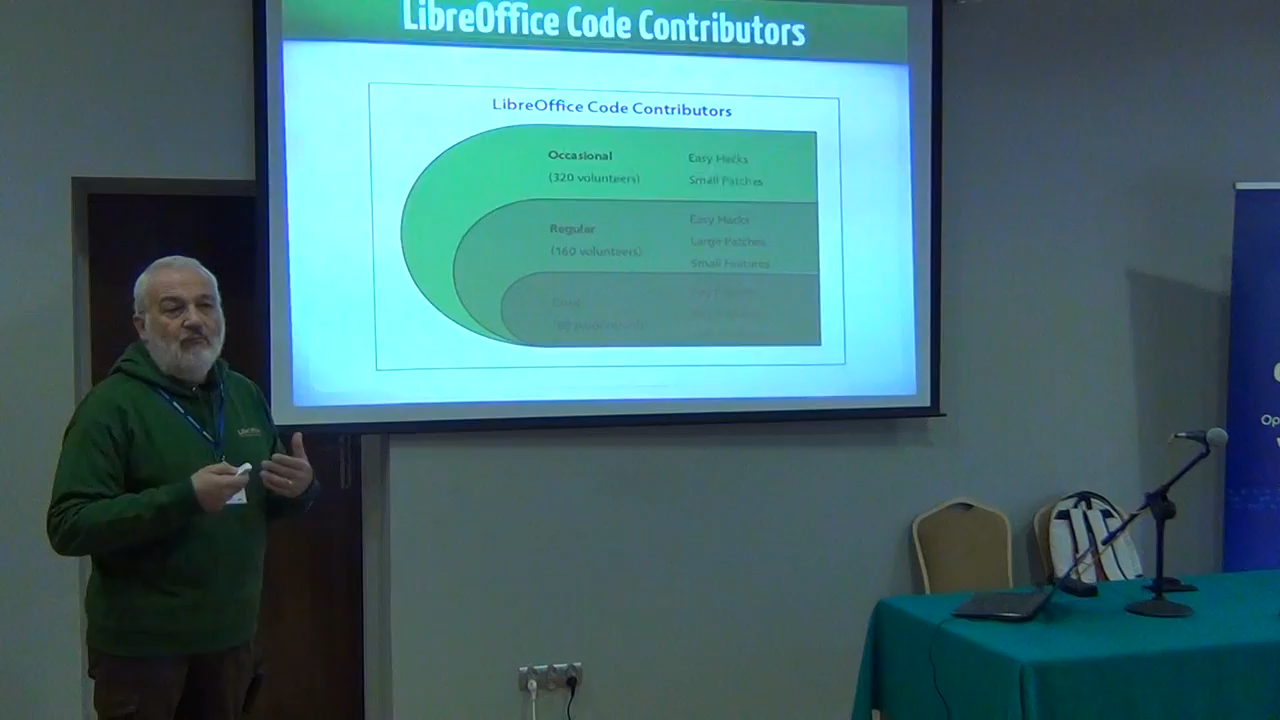 LibreOffice Code Contributors
LibreOffice Code Contributors
Occasional
(320 volunteers)
Easy Hacks
Small Patches
Regular
(160 volunteers)
Easy Hacks
Large Patches
Small Features
Op